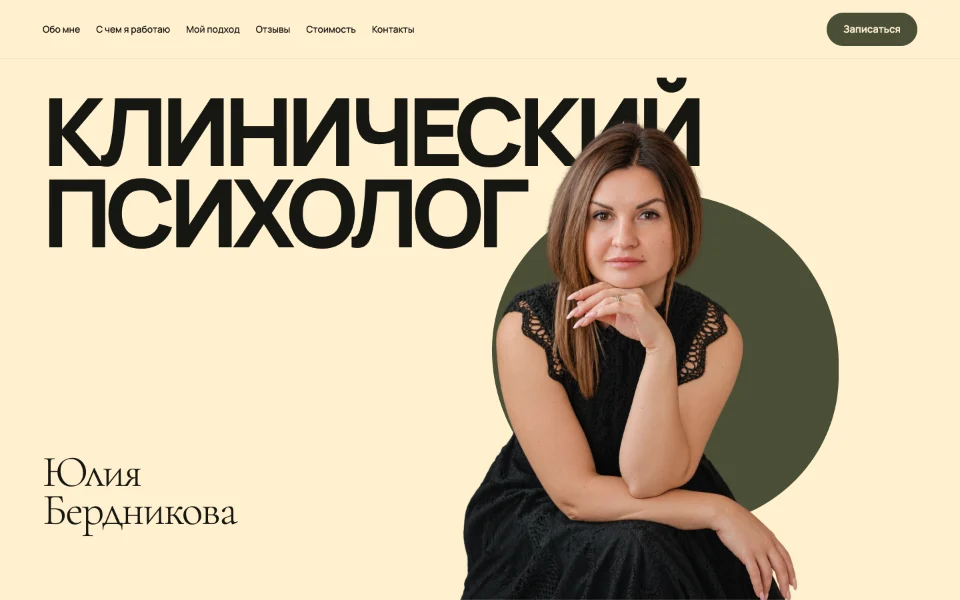 Обо мне С чем я работаю Мой подход Отзывы Стоимость Контакты Записаться
КЛИНИЧЕСКИЙ
ПСИХОЛОГ
Юлия
Бердникова